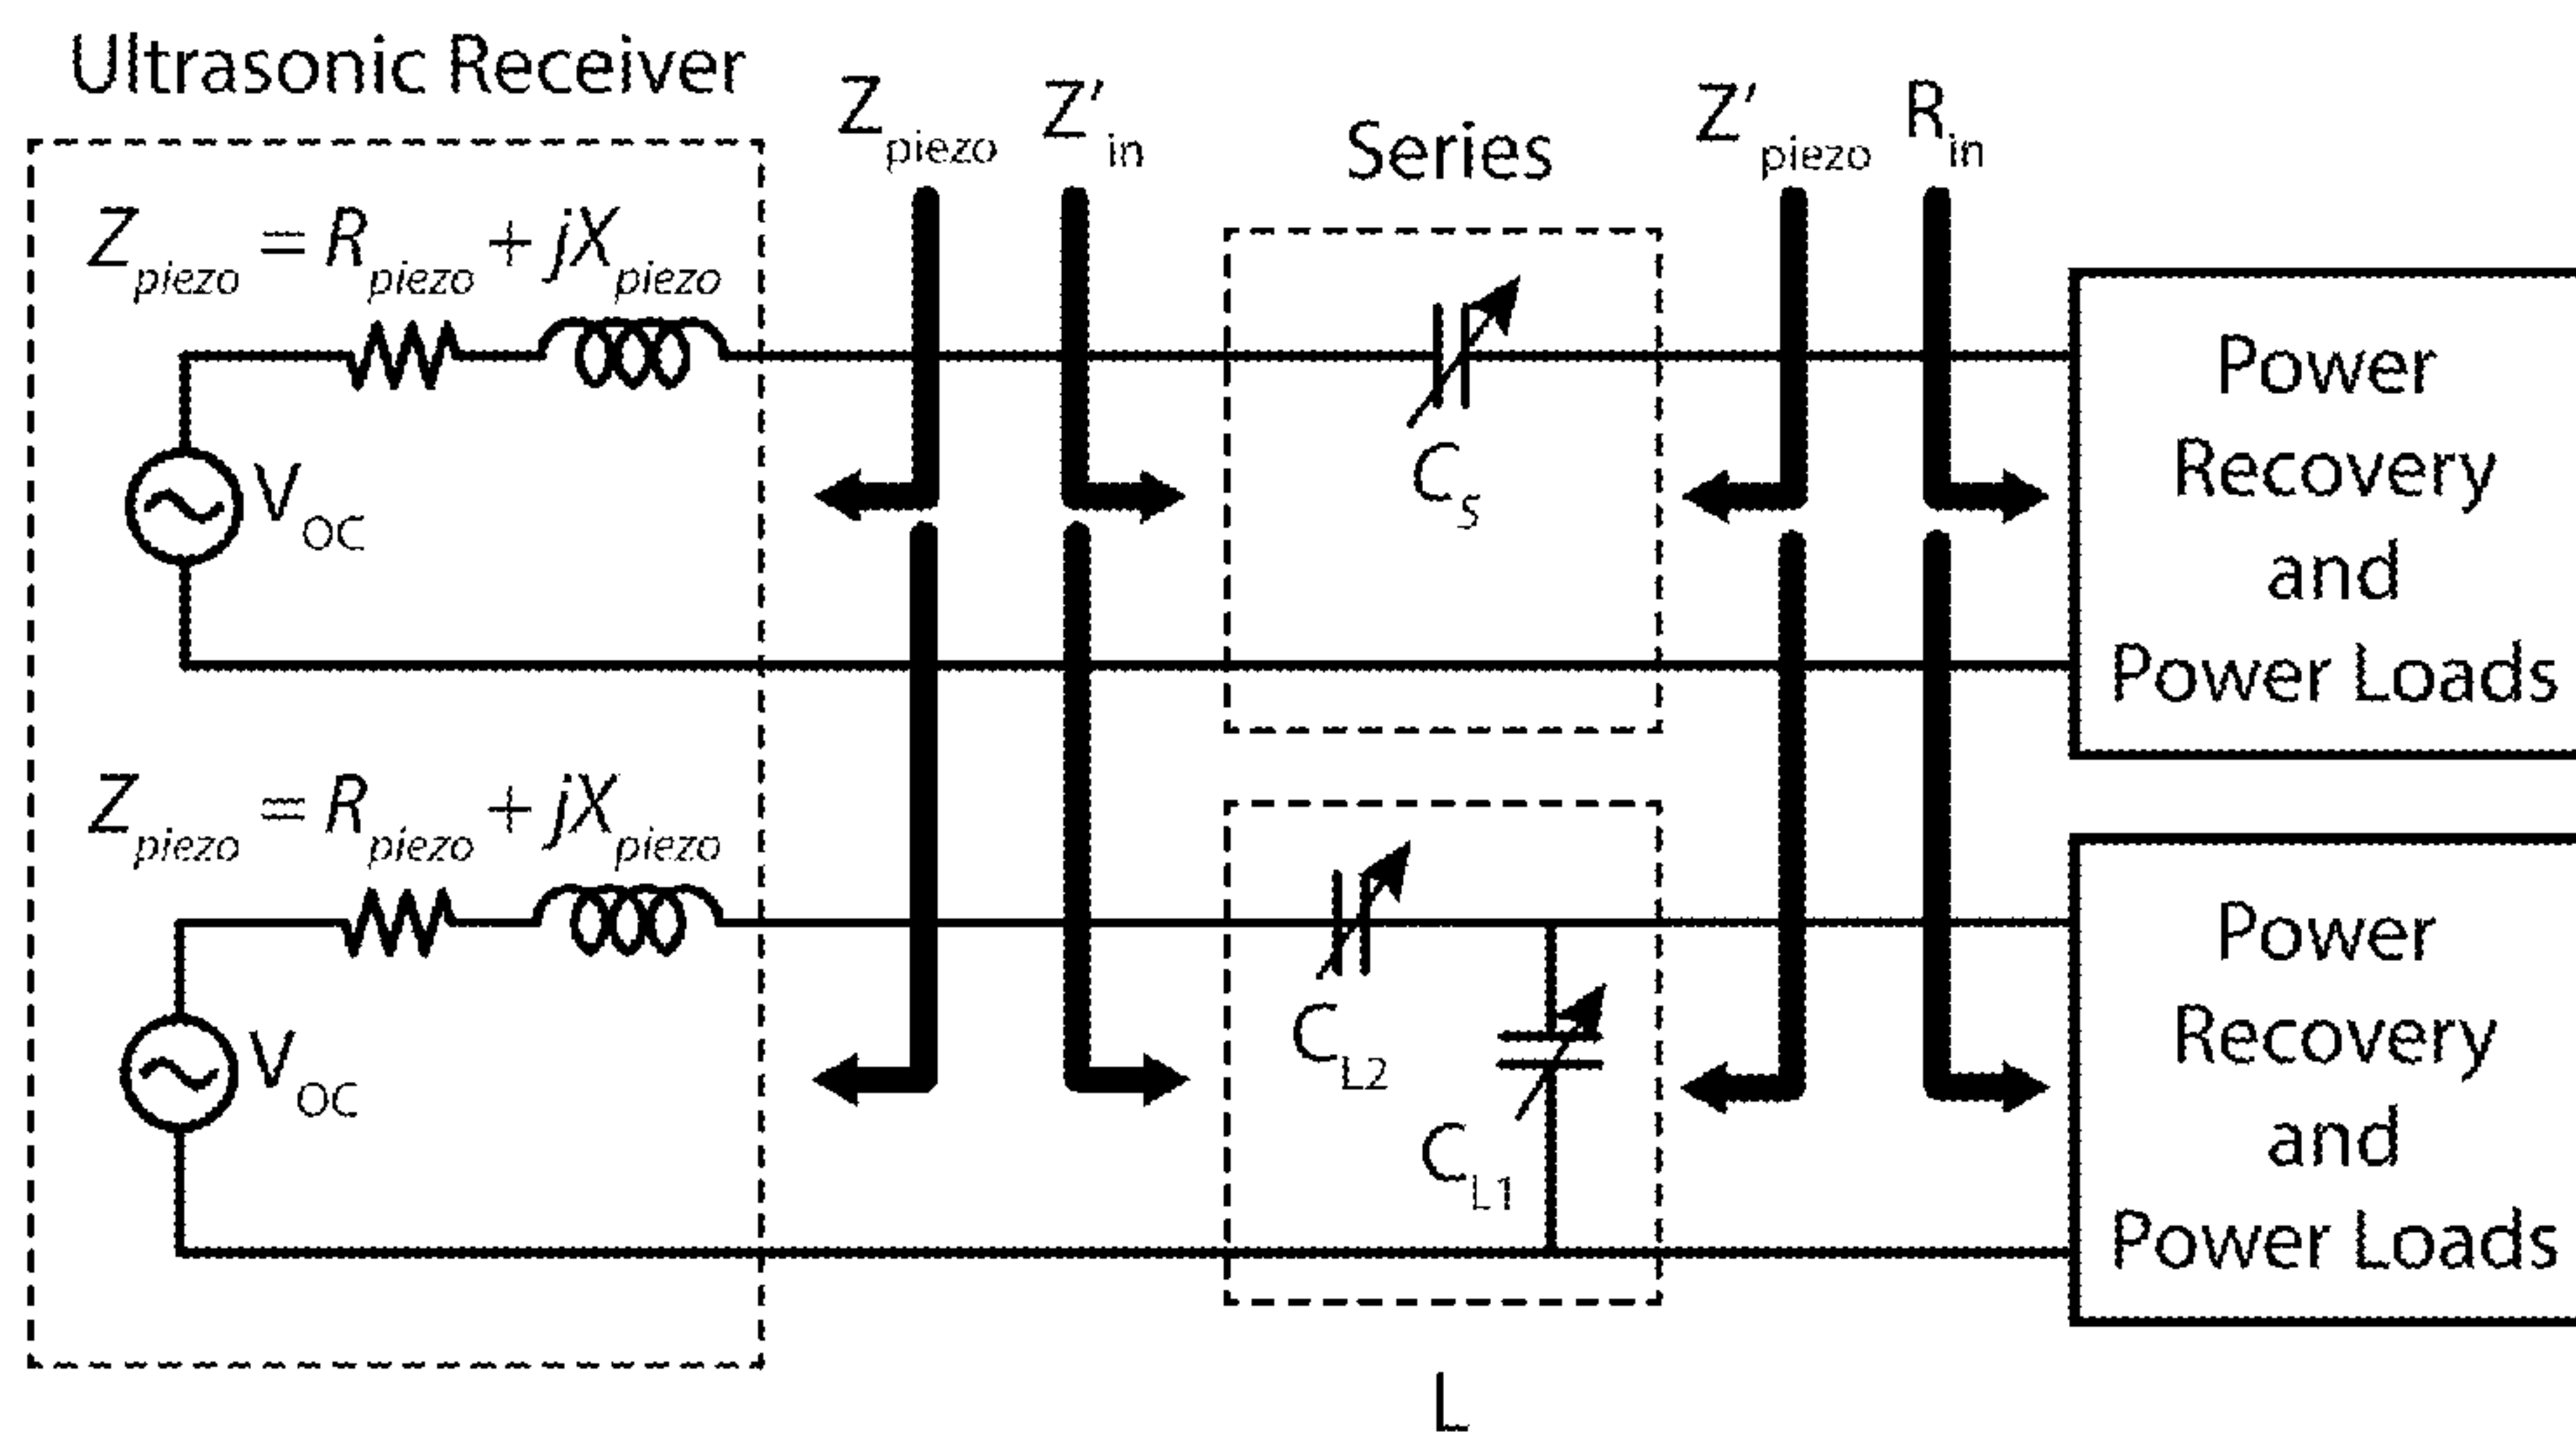 Ultrasonic Receiver
Z_piezo
Z'_in
Series
Z'_piezo
R_in
Z_piezo = R_piezo + jX_piezo
V_OC
C_S
Power
Recovery
and
Power Loads
Z_piezo = R_piezo + jX_piezo
V_OC
C_L2
C_L1
Power
Recovery
and
Power Loads
L